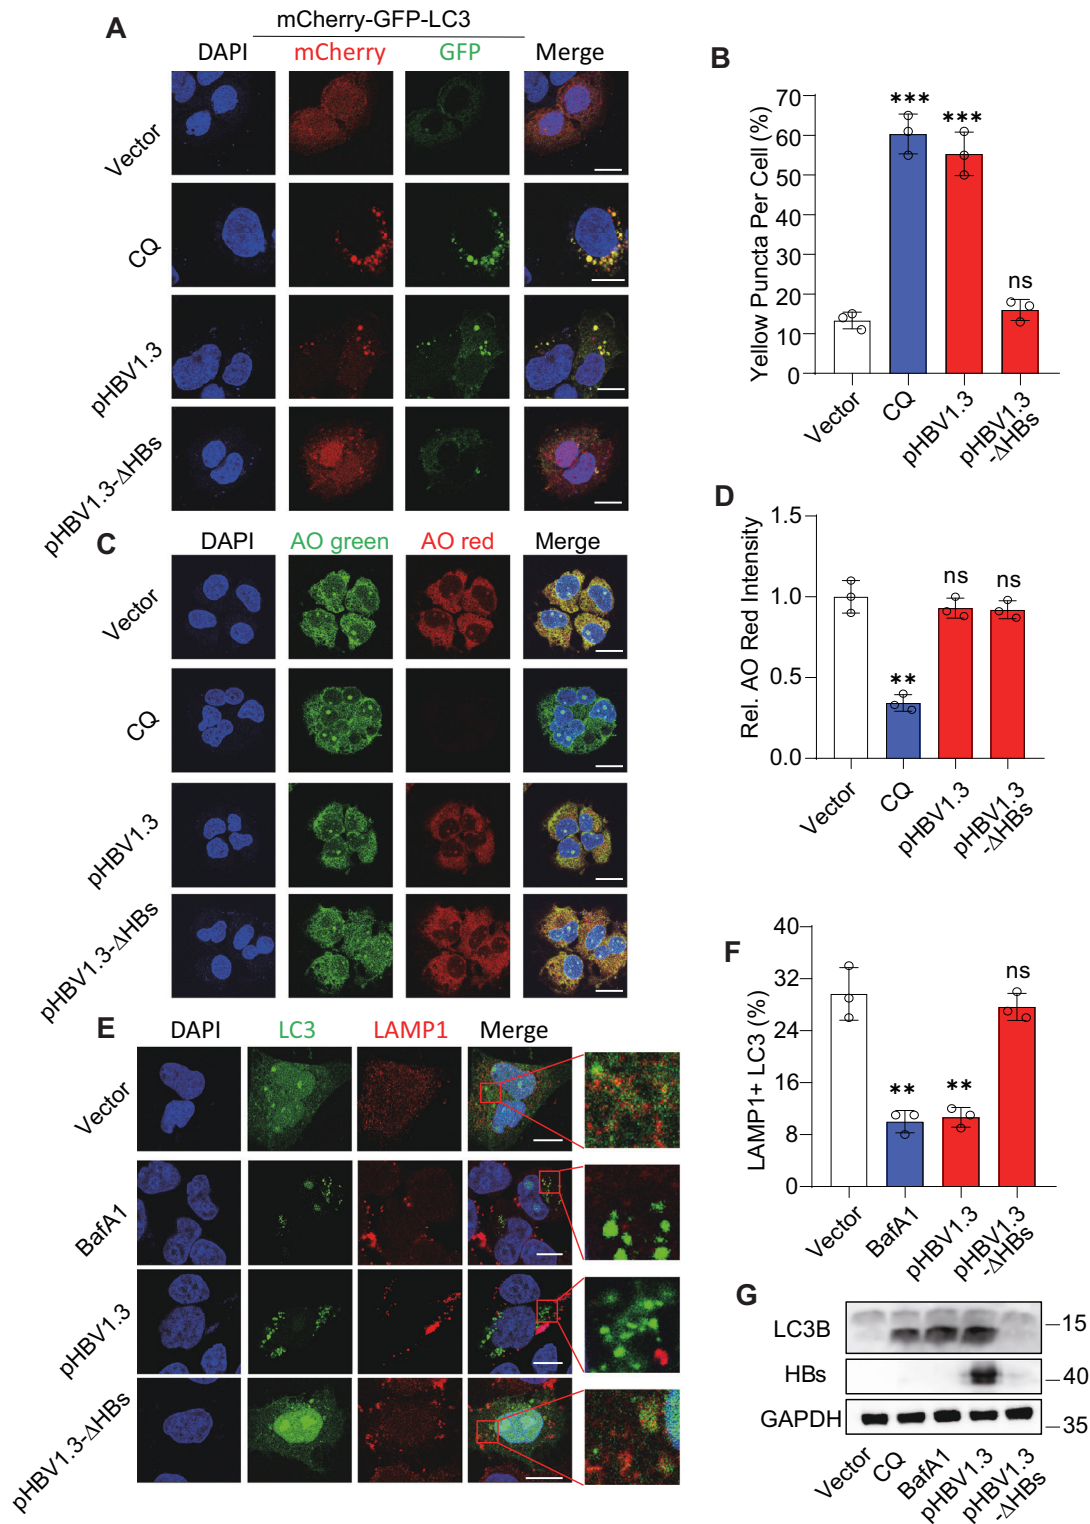 A
mCherry-GFP-LC3
DAPI mCherry GFP Merge
Vector
CQ
pHBV1.3
pHBV1.3-ΔHBs
B
Yellow Puncta Per Cell (%)
70
60
50
40
30
20
10
0
***
***
ns
Vector
CQ
pHBV1.3
pHBV1.3
-ΔHBs
C
DAPI AO green AO red Merge
Vector
CQ
pHBV1.3
pHBV1.3-ΔHBs
D
Rel. AO Red Intensity
1.5
1.0
0.5
0.0
**
ns
ns
Vector
CQ
pHBV1.3
pHBV1.3
-ΔHBs
E
DAPI LC3 LAMP1 Merge
Vector
BafA1
pHBV1.3
pHBV1.3-ΔHBs
F
LAMP1+ LC3 (%)
40
32
24
16
8
0
**
**
ns
Vector
BafA1
pHBV1.3
pHBV1.3
-ΔHBs
G
LC3B
15
HBs
40
GAPDH
35
Vector
CQ
BafA1
pHBV1.3
pHBV1.3
-ΔHBs